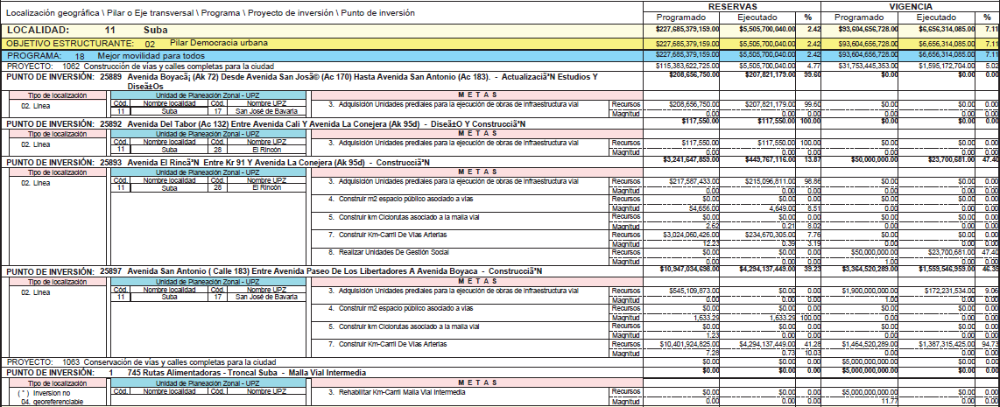 RESERVAS VIGENCIA
Localización geográfica \ Pilar o Eje transversal \ Programa \ Proyecto de inversión \ Punto de inversión Programado Ejecutado % Programado Ejecutado %
LOCALIDAD: 11 Suba $227,685,379,159.00 $5,505,700,040.00 2.42 $93,604,656,728.00 $6,656,314,085.00 7.11
OBJETIVO ESTRUCTURANTE: 02 Pilar Democracia urbana $227,685,379,159.00 $5,505,700,040.00 2.42 $93,604,656,728.00 $6,656,314,085.00 7.11
PROGRAMA: 18 Mejor movilidad para todos $227,685,379,159.00 $5,505,700,040.00 2.42 $93,604,656,728.00 $6,656,314,085.00 7.11
PROYECTO: 1062 Construcción de vías y calles completas para la ciudad $115,383,622,725.00 $5,505,700,040.00 4.77 $31,753,445,353.00 $1,595,172,704.00 5.02
PUNTO DE INVERSIÓN: 25889 Avenida Boyacã¡ (Ak 72) Desde Avenida San Josã© (Ac 170) Hasta Avenida San Antonio (Ac 183). - Actualizaciã³N Estudios Y $208,656,750.00 $207,821,179.00 99.60 $0.00 $0.00 0.00
Diseã±Os
Tipo de localización Unidad de Planeación Zonal - UPZ M E T A S
02. Linea Cód. Nombre localidad Cód. Nombre UPZ 3. Adquisición Unidades prediales para la ejecución de obras de infraestructura vial Recursos $208,656,750.00 $207,821,179.00 99.60 $0.00 $0.00 0.00
11 Suba 17 San José de Bavaria Magnitud 0.00 0.00 0.00 0.00 0.00 0.00
PUNTO DE INVERSIÓN: 25892 Avenida Del Tabor (Ac 132) Entre Avenida Cali Y Avenida La Conejera (Ak 95d) - Diseã±O Y Construcciã³N $117,550.00 $117,550.00 100.00 $0.00 $0.00 0.00
Tipo de localización Unidad de Planeación Zonal - UPZ M E T A S
02. Linea Cód. Nombre localidad Cód. Nombre UPZ 3. Adquisición Unidades prediales para la ejecución de obras de infraestructura vial Recursos $117,550.00 $117,550.00 100.00 $0.00 $0.00 0.00
11 Suba 28 El Rincón Magnitud 0.00 0.00 0.00 0.00 0.00 0.00
PUNTO DE INVERSIÓN: 25893 Avenida El Rincã³N Entre Kr 91 Y Avenida La Conejera (Ak 95d) - Construcciã³N $3,241,647,859.00 $449,767,116.00 13.87 $50,000,000.00 $23,700,681.00 47.40
Tipo de localización Unidad de Planeación Zonal - UPZ M E T A S
02. Linea Cód. Nombre localidad Cód. Nombre UPZ 3. Adquisición Unidades prediales para la ejecución de obras de infraestructura vial Recursos $217,587,433.00 $215,096,811.00 98.86 $0.00 $0.00 0.00
11 Suba 28 El Rincón Magnitud 0.00 0.00 0.00 0.00 0.00 0.00
4. Construir m2 espacio público asociado a vías Recursos $0.00 $0.00 0.00 $0.00 $0.00 0.00
Magnitud 54,656.00 4,649.00 8.51 0.00 0.00 0.00
5. Construir km Ciclorutas asociado a la malla vial Recursos $0.00 $0.00 0.00 $0.00 $0.00 0.00
Magnitud 2.62 0.21 8.02 0.00 0.00 0.00
7. Construir Km-Carril De Vías Arterias Recursos $3,024,060,426.00 $234,670,305.00 7.76 $0.00 $0.00 0.00
Magnitud 12.23 0.39 3.19 0.00 0.00 0.00
8. Realizar Unidades De Gestión Social Recursos $0.00 $0.00 0.00 $50,000,000.00 $23,700,681.00 47.40
Magnitud 0.00 0.00 0.00 1.00 0.00 0.00
PUNTO DE INVERSIÓN: 25897 Avenida San Antonio ( Calle 183) Entre Avenida Paseo De Los Libertadores A Avenida Boyaca - Construcciã³N $10,947,034,698.00 $4,294,137,449.00 39.23 $3,364,520,289.00 $1,559,546,959.00 46.35
Tipo de localización Unidad de Planeación Zonal - UPZ M E T A S
02. Linea Cód. Nombre localidad Cód. Nombre UPZ 3. Adquisición Unidades prediales para la ejecución de obras de infraestructura vial Recursos $545,109,873.00 $0.00 0.00 $1,900,000,000.00 $172,231,534.00 9.06
11 Suba 17 San José de Bavaria Magnitud 0.00 0.00 0.00 1.00 0.00 0.00
4. Construir m2 espacio público asociado a vías Recursos $0.00 $0.00 0.00 $0.00 $0.00 0.00
Magnitud 1,633.29 1,633.29 100.00 0.00 0.00 0.00
5. Construir km Ciclorutas asociado a la malla vial Recursos $0.00 $0.00 0.00 $0.00 $0.00 0.00
Magnitud 1.23 0.00 0.00 0.00 0.00 0.00
7. Construir Km-Carril De Vías Arterias Recursos $10,401,924,825.00 $4,294,137,449.00 41.28 $1,464,520,289.00 $1,387,315,425.00 94.73
Magnitud 7.28 0.73 10.03 0.00 0.00 0.00
PROYECTO: 1063 Conservación de vías y calles completas para la ciudad $0.00 $0.00 0.00 $5,000,000,000.00 $0.00 0.00
PUNTO DE INVERSIÓN: 1 745 Rutas Alimentadoras - Troncal Suba - Malla Vial Intermedia $0.00 $0.00 0.00 $5,000,000,000.00 $0.00 0.00
Tipo de localización Unidad de Planeación Zonal - UPZ M E T A S
( * ) Inversion no Cód. Nombre localidad Cód. Nombre UPZ 3. Rehabilitar Km-Carril Malla Vial Intermedia Recursos $0.00 $0.00 0.00 $5,000,000,000.00 $0.00 0.00
04. georeferenciable Magnitud 0.00 0.00 0.00 11.77 0.00 0.00